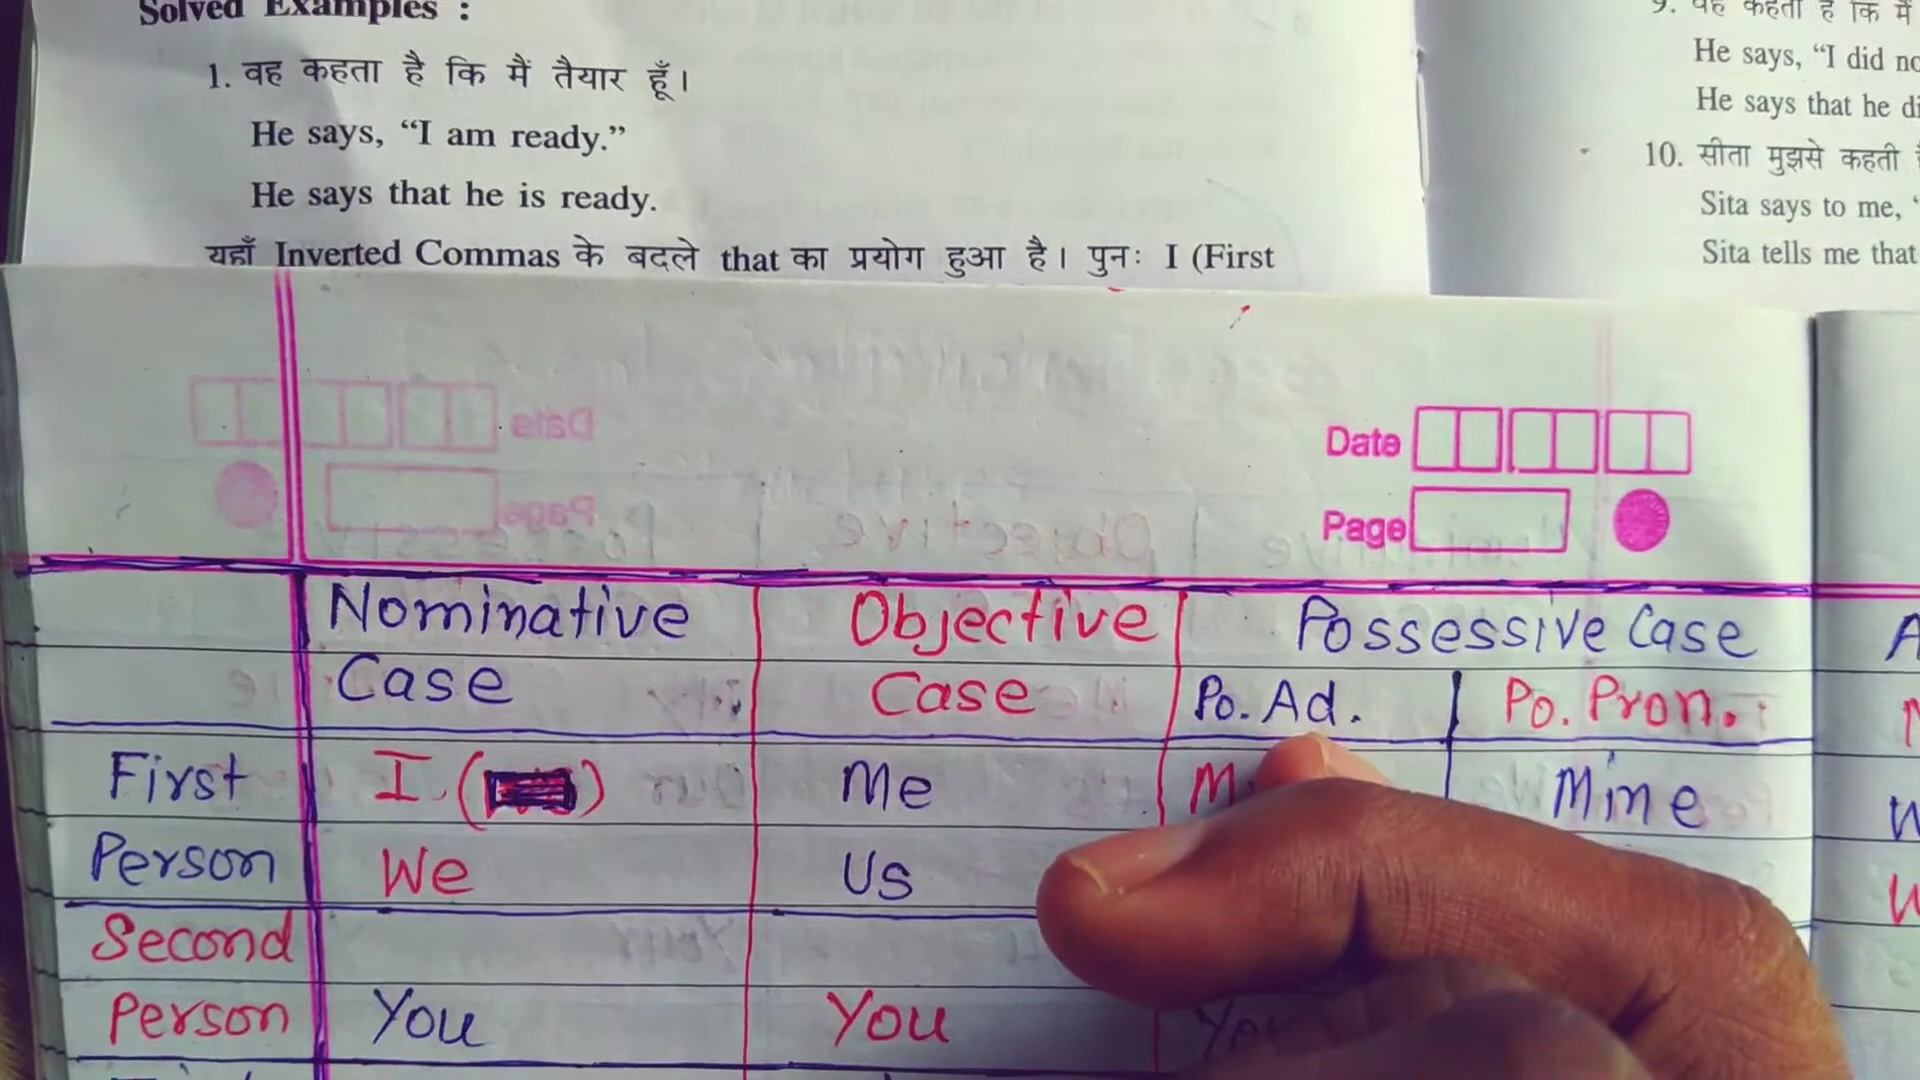 Solved Examples :
1. वह कहता है कि मैं तैयार हूँ।
He says, “I am ready.”
He says that he is ready.
यहाँ Inverted Commas के बदले that का प्रयोग हुआ है। पुनः I (First
9. वह कहता है कि मैं
He says, “I did
He says that he
10. सीता मुझसे कहती
Sita says to me,
Sita tells me that
Date
Page
Nominative Case
Objective Case
Possessive Case
Po. Ad.
Po. Pron.
First Person
I
Me
Mine
We
Us
Second Person
You
You